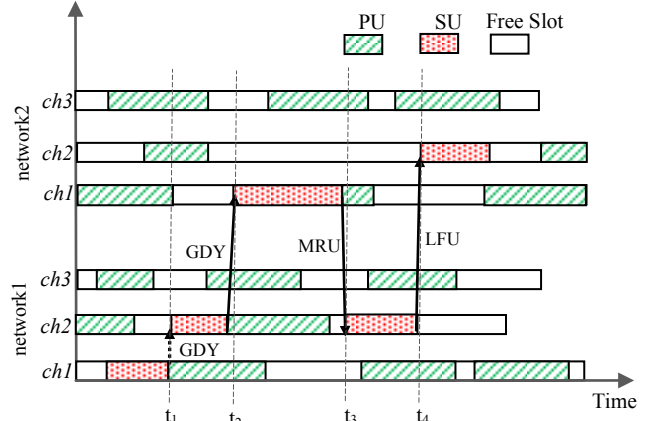 PU SU Free Slot
ch3
network2
ch2
ch1
GDY MRU LFU
ch3
network1
ch2
GDY
ch1
Time
t1 t2 t3 t4